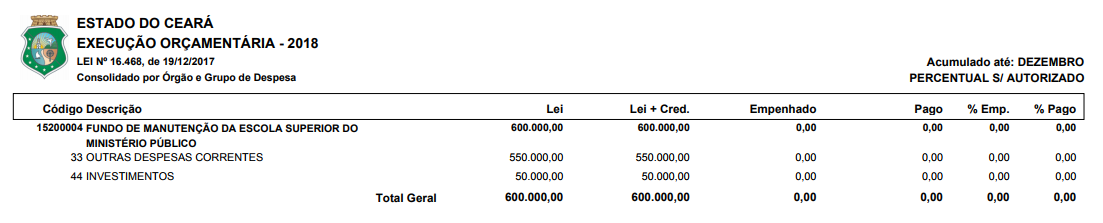 ESTADO DO CEARÁ
EXECUÇÃO ORÇAMENTÁRIA - 2018
LEI Nº 16.468, de 19/12/2017
Consolidado por Órgão e Grupo de Despesa
Acumulado até: DEZEMBRO
PERCENTUAL S/ AUTORIZADO
Código Descrição Lei Lei + Cred. Empenhado Pago % Emp. % Pago
15200004 FUNDO DE MANUTENÇÃO DA ESCOLA SUPERIOR DO 600.000,00 600.000,00 0,00 0,00 0,00 0,00
MINISTÉRIO PÚBLICO
33 OUTRAS DESPESAS CORRENTES 550.000,00 550.000,00 0,00 0,00 0,00 0,00
44 INVESTIMENTOS 50.000,00 50.000,00 0,00 0,00 0,00 0,00
Total Geral 600.000,00 600.000,00 0,00 0,00 0,00 0,00